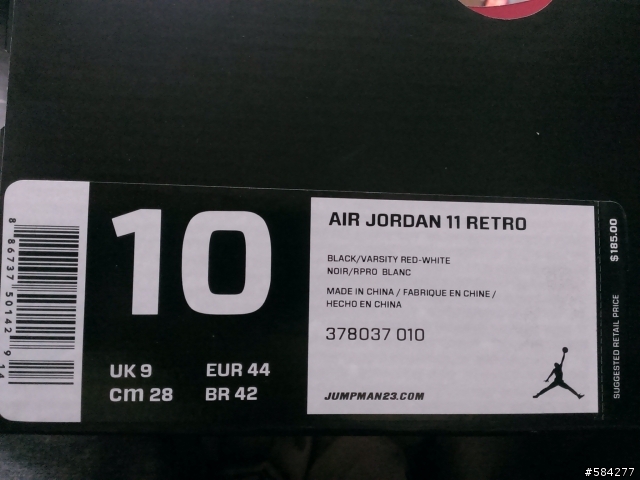 8 86737 50142 9 14
10
UK 9 EUR 44
cm 28 BR 42
AIR JORDAN 11 RETRO
BLACK/VARSITY RED-WHITE
NOIR/RPRO BLANC
MADE IN CHINA / FABRIQUE EN CHINE /
HECHO EN CHINA
378037 010
JUMPMAN23.COM
SUGGESTED RETAIL PRICE $185.00
#584277